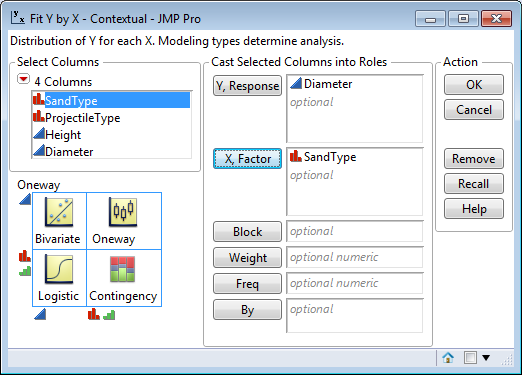 Fit Y by X - Contextual - JMP Pro
Distribution of Y for each X. Modeling types determine analysis.
Select Columns
4 Columns
SandType
ProjectileType
Height
Diameter
Oneway
Bivariate
Oneway
Logistic
Contingency
Cast Selected Columns into Roles
Y, Response
Diameter
optional
X, Factor
SandType
optional
Block
optional
Weight
optional numeric
Freq
optional numeric
By
optional
Action
OK
Cancel
Remove
Recall
Help